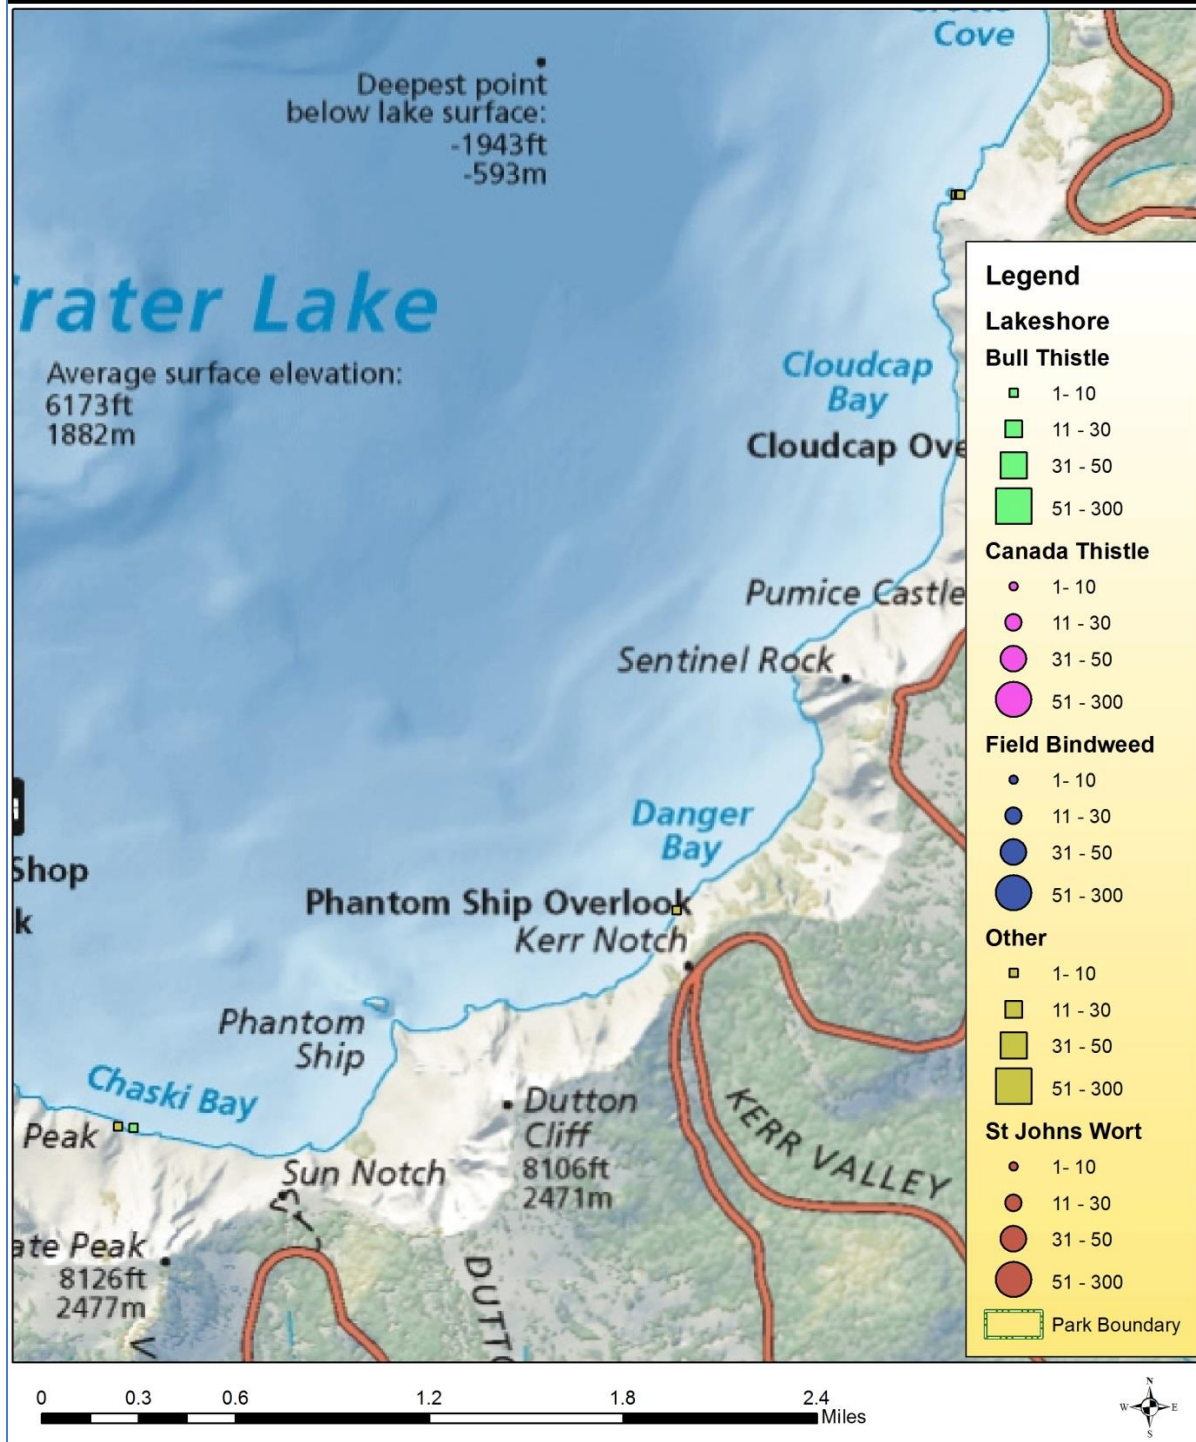 Cove
Deepest point
below lake surface:
-1943ft
-593m
rater Lake
Average surface elevation:
6173ft
1882m
Cloudcap
Bay
Cloudcap Ove
Pumice Castle
Sentinel Rock
Danger
Bay
Shop
k
Phantom Ship Overlook
Kerr Notch
Phantom
Ship
Chaski Bay
Peak
Dutton
Cliff
8106ft
2471m
KERR VALLEY
Sun Notch
ate Peak
8126ft
2477m
DUTTO
V
Legend
Lakeshore
Bull Thistle
1- 10
11 - 30
31 - 50
51 - 300
Canada Thistle
1- 10
11 - 30
31 - 50
51 - 300
Field Bindweed
1- 10
11 - 30
31 - 50
51 - 300
Other
1- 10
11 - 30
31 - 50
51 - 300
St Johns Wort
1- 10
11 - 30
31 - 50
51 - 300
Park Boundary
0 0.3 0.6 1.2 1.8 2.4
Miles
N
W E
S